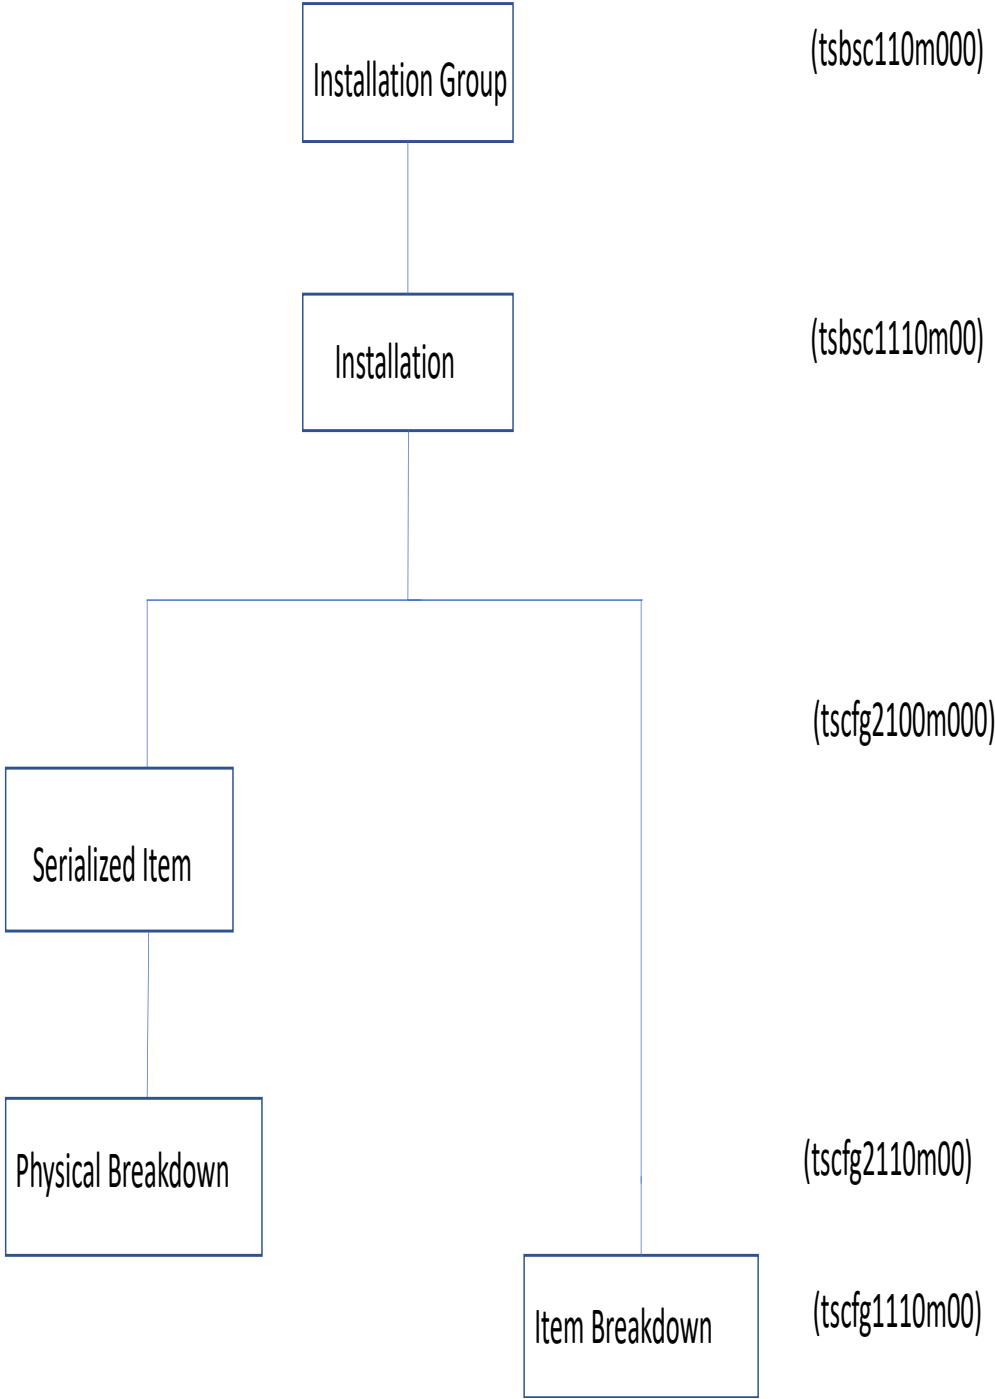 Installation Group
(tsbsc110m000)
Installation
(tsbsc1110m00)
(tscfg2100m000)
Serialized Item
Physical Breakdown
(tscfg2110m00)
Item Breakdown
(tscfg1110m00)